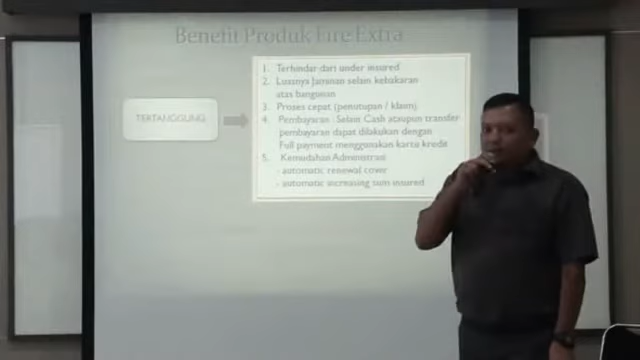 Benefit Produk Fire Extra
TERTANGGUNG
1. Terhindar dari under insured
2. Luasnya Jaminan selain kebakaran
atas bangunan
3. Proses cepat (penutupan / klaim)
4. Pembayaran : Selain Cash ataupun transfer
pembayaran dapat dilakukan dengan
Full payment menggunakan kartu kredit
5. Kemudahan Administrasi
- automatic renewal cover
- automatic increasing sum insured